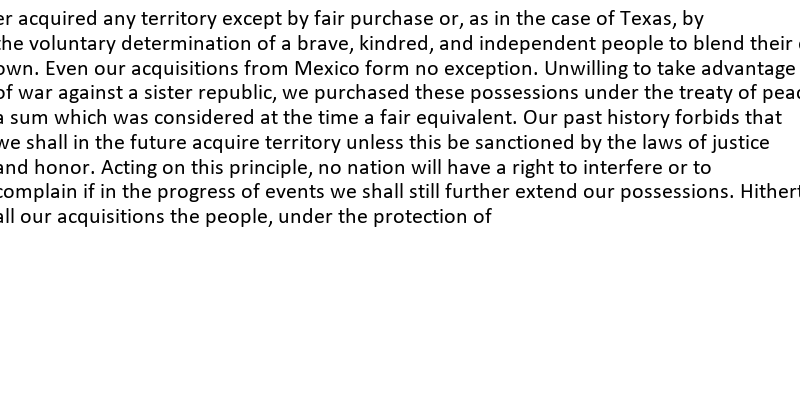 er acquired any territory except by fair purchase or, as in the case of Texas, by
the voluntary determination of a brave, kindred, and independent people to blend their
own. Even our acquisitions from Mexico form no exception. Unwilling to take advantage
of war against a sister republic, we purchased these possessions under the treaty of peac
a sum which was considered at the time a fair equivalent. Our past history forbids that
we shall in the future acquire territory unless this be sanctioned by the laws of justice
and honor. Acting on this principle, no nation will have a right to interfere or to
complain if in the progress of events we shall still further extend our possessions. Hithert
all our acquisitions the people, under the protection of